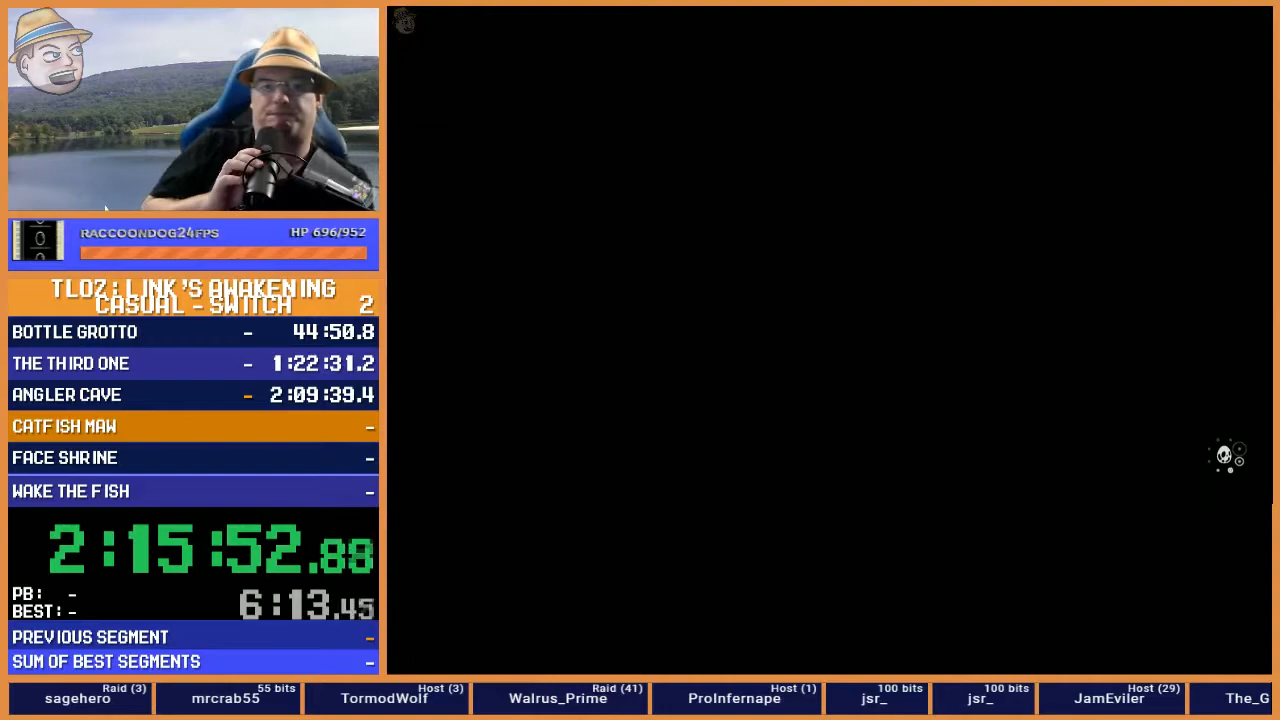 RACCOONDOG24FPS HP 696/952
0
TLOZ: LINK'S AWAKENING
CASUAL - SWITCH 2
BOTTLE GROTTO - 44:50.8
THE THIRD ONE - 1:22:31.2
ANGLER CAVE - 2:09:39.4
CATFISH MAW -
FACE SHRINE -
WAKE THE FISH -
2:15:52.88
PB: -
BEST: - 6:13.45
PREVIOUS SEGMENT -
SUM OF BEST SEGMENTS -
Raid (3) 55 bits Host (3) Raid (41) Host (1) 100 bits 100 bits Host (29)
sagehero mrcrab55 TormodWolf Walrus_Prime ProInfernape jsr_ jsr_ JamEviler The_G